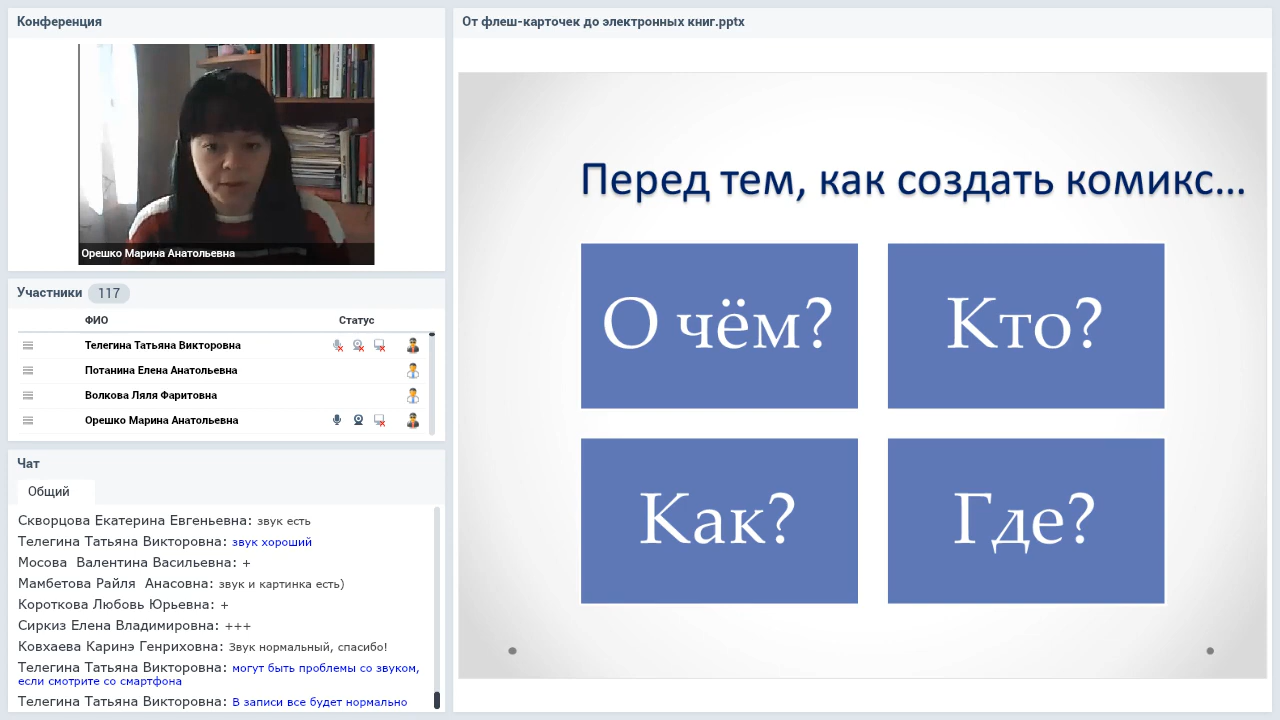 Конференция
Орешко Марина Анатольевна
Участники 117
ФИО Статус
Телегина Татьяна Викторовна
Потанина Елена Анатольевна
Волкова Ляля Фаритовна
Орешко Марина Анатольевна
Чат
Общий
Скворцова Екатерина Евгеньевна: звук есть
Телегина Татьяна Викторовна: звук хороший
Мосова  Валентина Васильевна: +
Мамбетова Райля  Анасовна: звук и картинка есть)
Короткова Любовь Юрьевна: +
Сиркиз Елена Владимировна: +++
Ковхаева Каринэ Генриховна: Звук нормальный, спасибо!
Телегина Татьяна Викторовна: могут быть проблемы со звуком,
если смотрите со смартфона
Телегина Татьяна Викторовна: В записи все будет нормально
От флеш-карточек до электронных книг.pptx
Перед тем, как создать комикс...
О чём?
Кто?
Как?
Где?